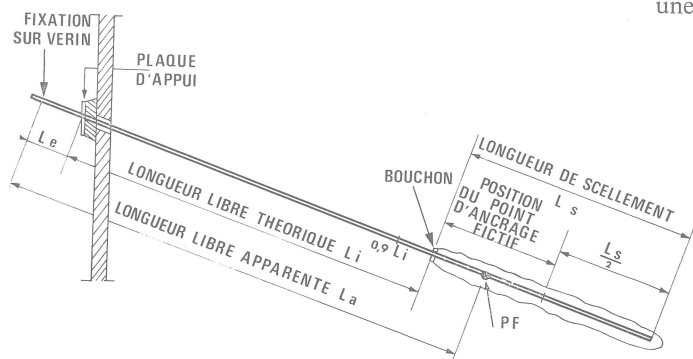 une
FIXATION
SUR VERIN
PLAQUE
D'APPUI
Le
LONGUEUR LIBRE THEORIQUE Li
LONGUEUR LIBRE APPARENTE La
0,9 Li
BOUCHON
LONGUEUR DE SCELLEMENT
Ls
POSITION
DU POINT
D'ANCRAGE
FICTIF
Ls
2
PF